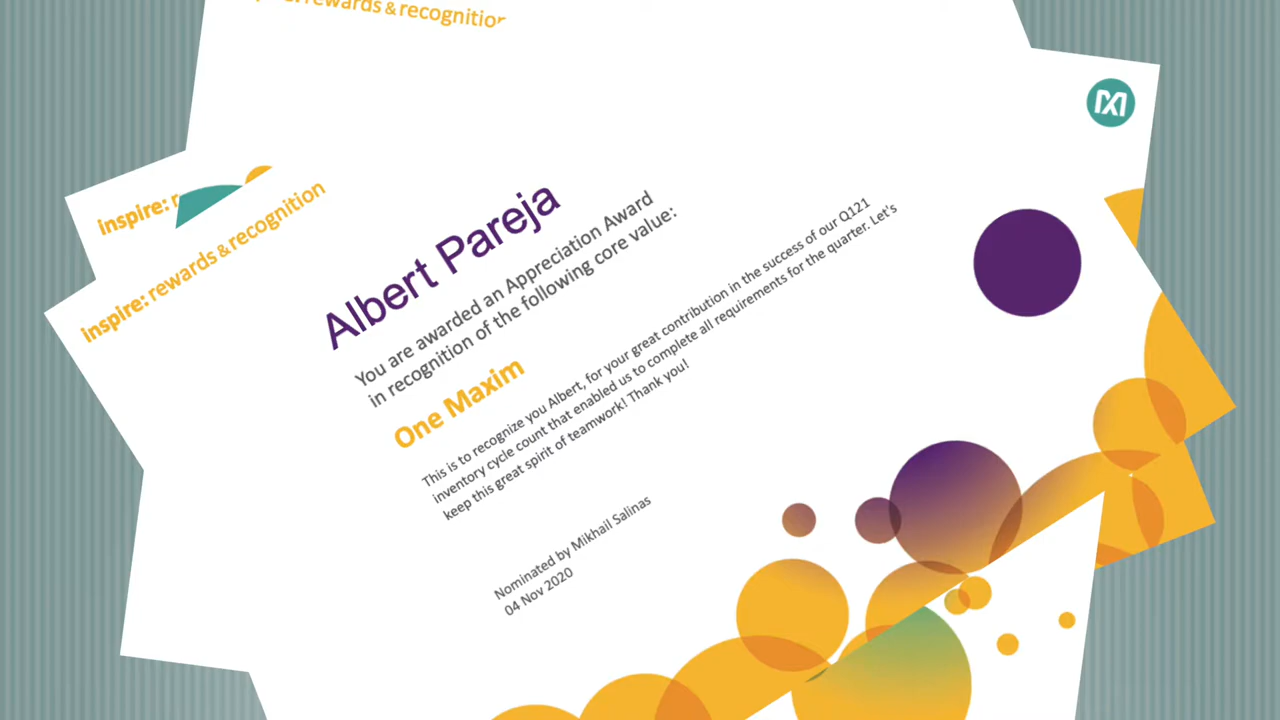 rewards & recognition
inspire:
inspire: rewards & recognition
Albert Pareja
You are awarded an Appreciation Award
in recognition of the following core value:
One Maxim
This is to recognize you Albert, for your great contribution in the success of our Q121
inventory cycle count that enabled us to complete all requirements for the quarter. Let's
keep this great spirit of teamwork! Thank you!
Nominated by Mikhail Salinas
04 Nov 2020